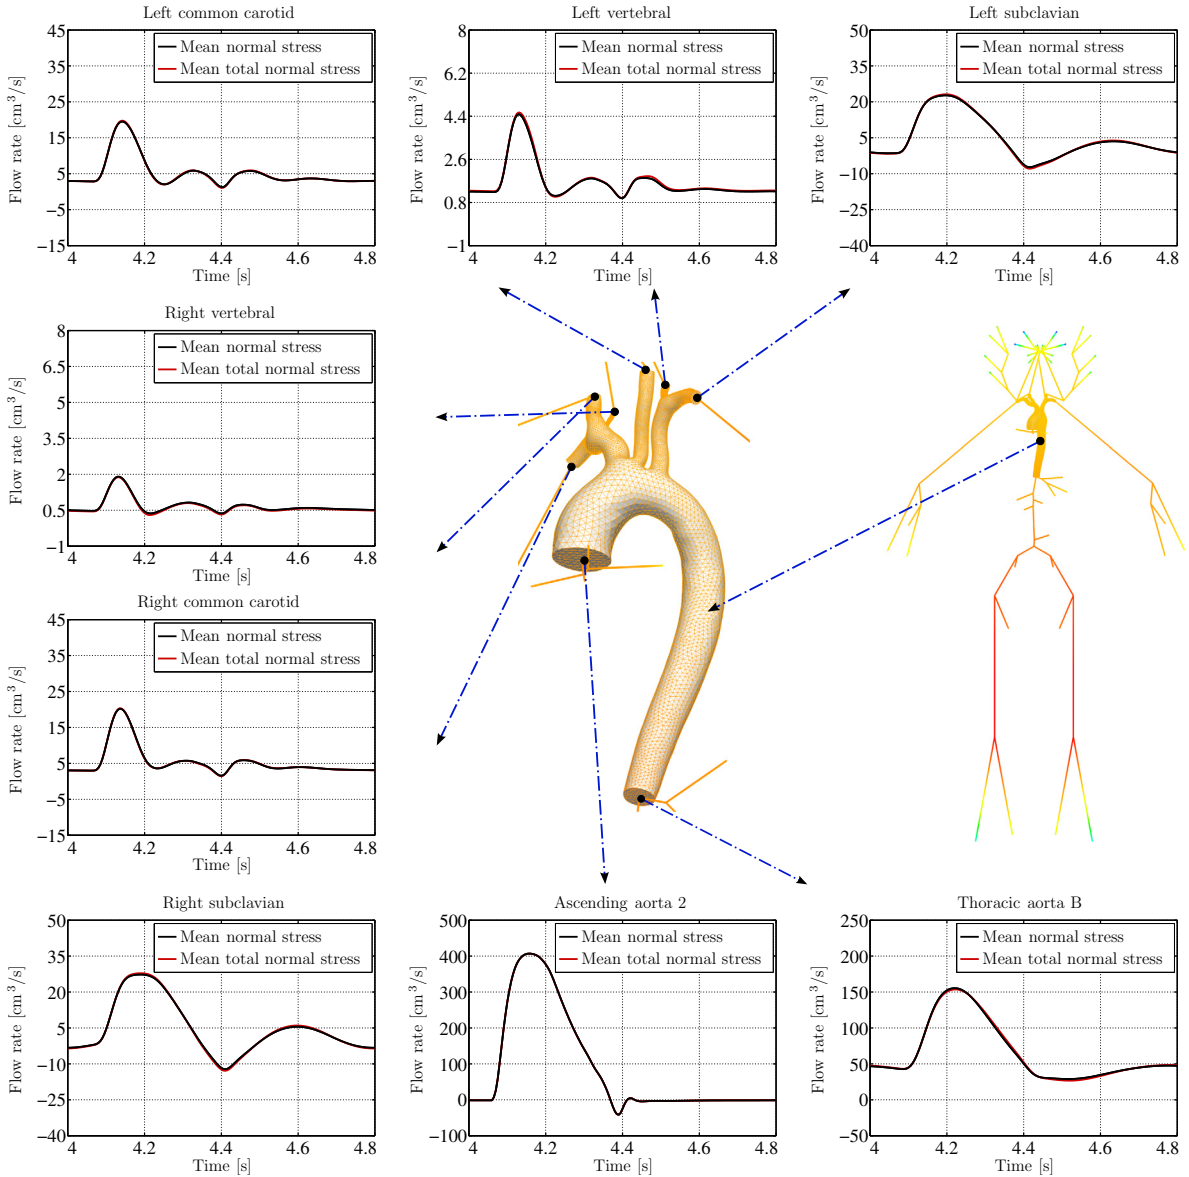 Left common carotid
Flow rate [cm³/s]
45
35
25
15
5
−5
−15
Mean normal stress
Mean total normal stress
4 4.2 4.4 4.6 4.8
Time [s]
Left vertebral
Flow rate [cm³/s]
8
6.2
4.4
2.6
0.8
−1
Mean normal stress
Mean total normal stress
4 4.2 4.4 4.6 4.8
Time [s]
Left subclavian
Flow rate [cm³/s]
50
35
20
5
−10
−25
−40
Mean normal stress
Mean total normal stress
4 4.2 4.4 4.6 4.8
Time [s]
Right vertebral
Flow rate [cm³/s]
8
6.5
5
3.5
2
0.5
−1
Mean normal stress
Mean total normal stress
4 4.2 4.4 4.6 4.8
Time [s]
Right common carotid
Flow rate [cm³/s]
45
35
25
15
5
−5
−15
Mean normal stress
Mean total normal stress
4 4.2 4.4 4.6 4.8
Time [s]
Right subclavian
Flow rate [cm³/s]
50
35
20
5
−10
−25
−40
Mean normal stress
Mean total normal stress
4 4.2 4.4 4.6 4.8
Time [s]
Ascending aorta 2
Flow rate [cm³/s]
500
400
300
200
100
0
−100
Mean normal stress
Mean total normal stress
4 4.2 4.4 4.6 4.8
Time [s]
Thoracic aorta B
Flow rate [cm³/s]
250
200
150
100
50
0
−50
Mean normal stress
Mean total normal stress
4 4.2 4.4 4.6 4.8
Time [s]